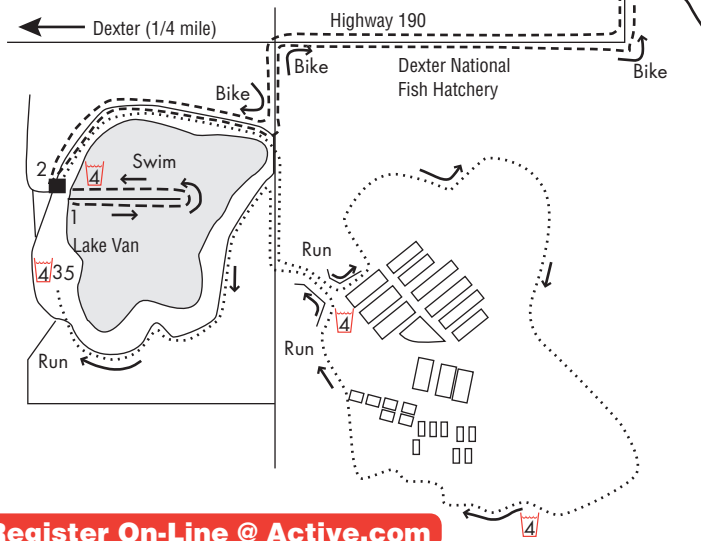 Dexter (1/4 mile)
Highway 190
Bike
Dexter National
Fish Hatchery
Bike
Bike
2
4
Swim
1
Lake Van
4 35
Run
Run
4
Run
4
Register On-Line @ Active.com